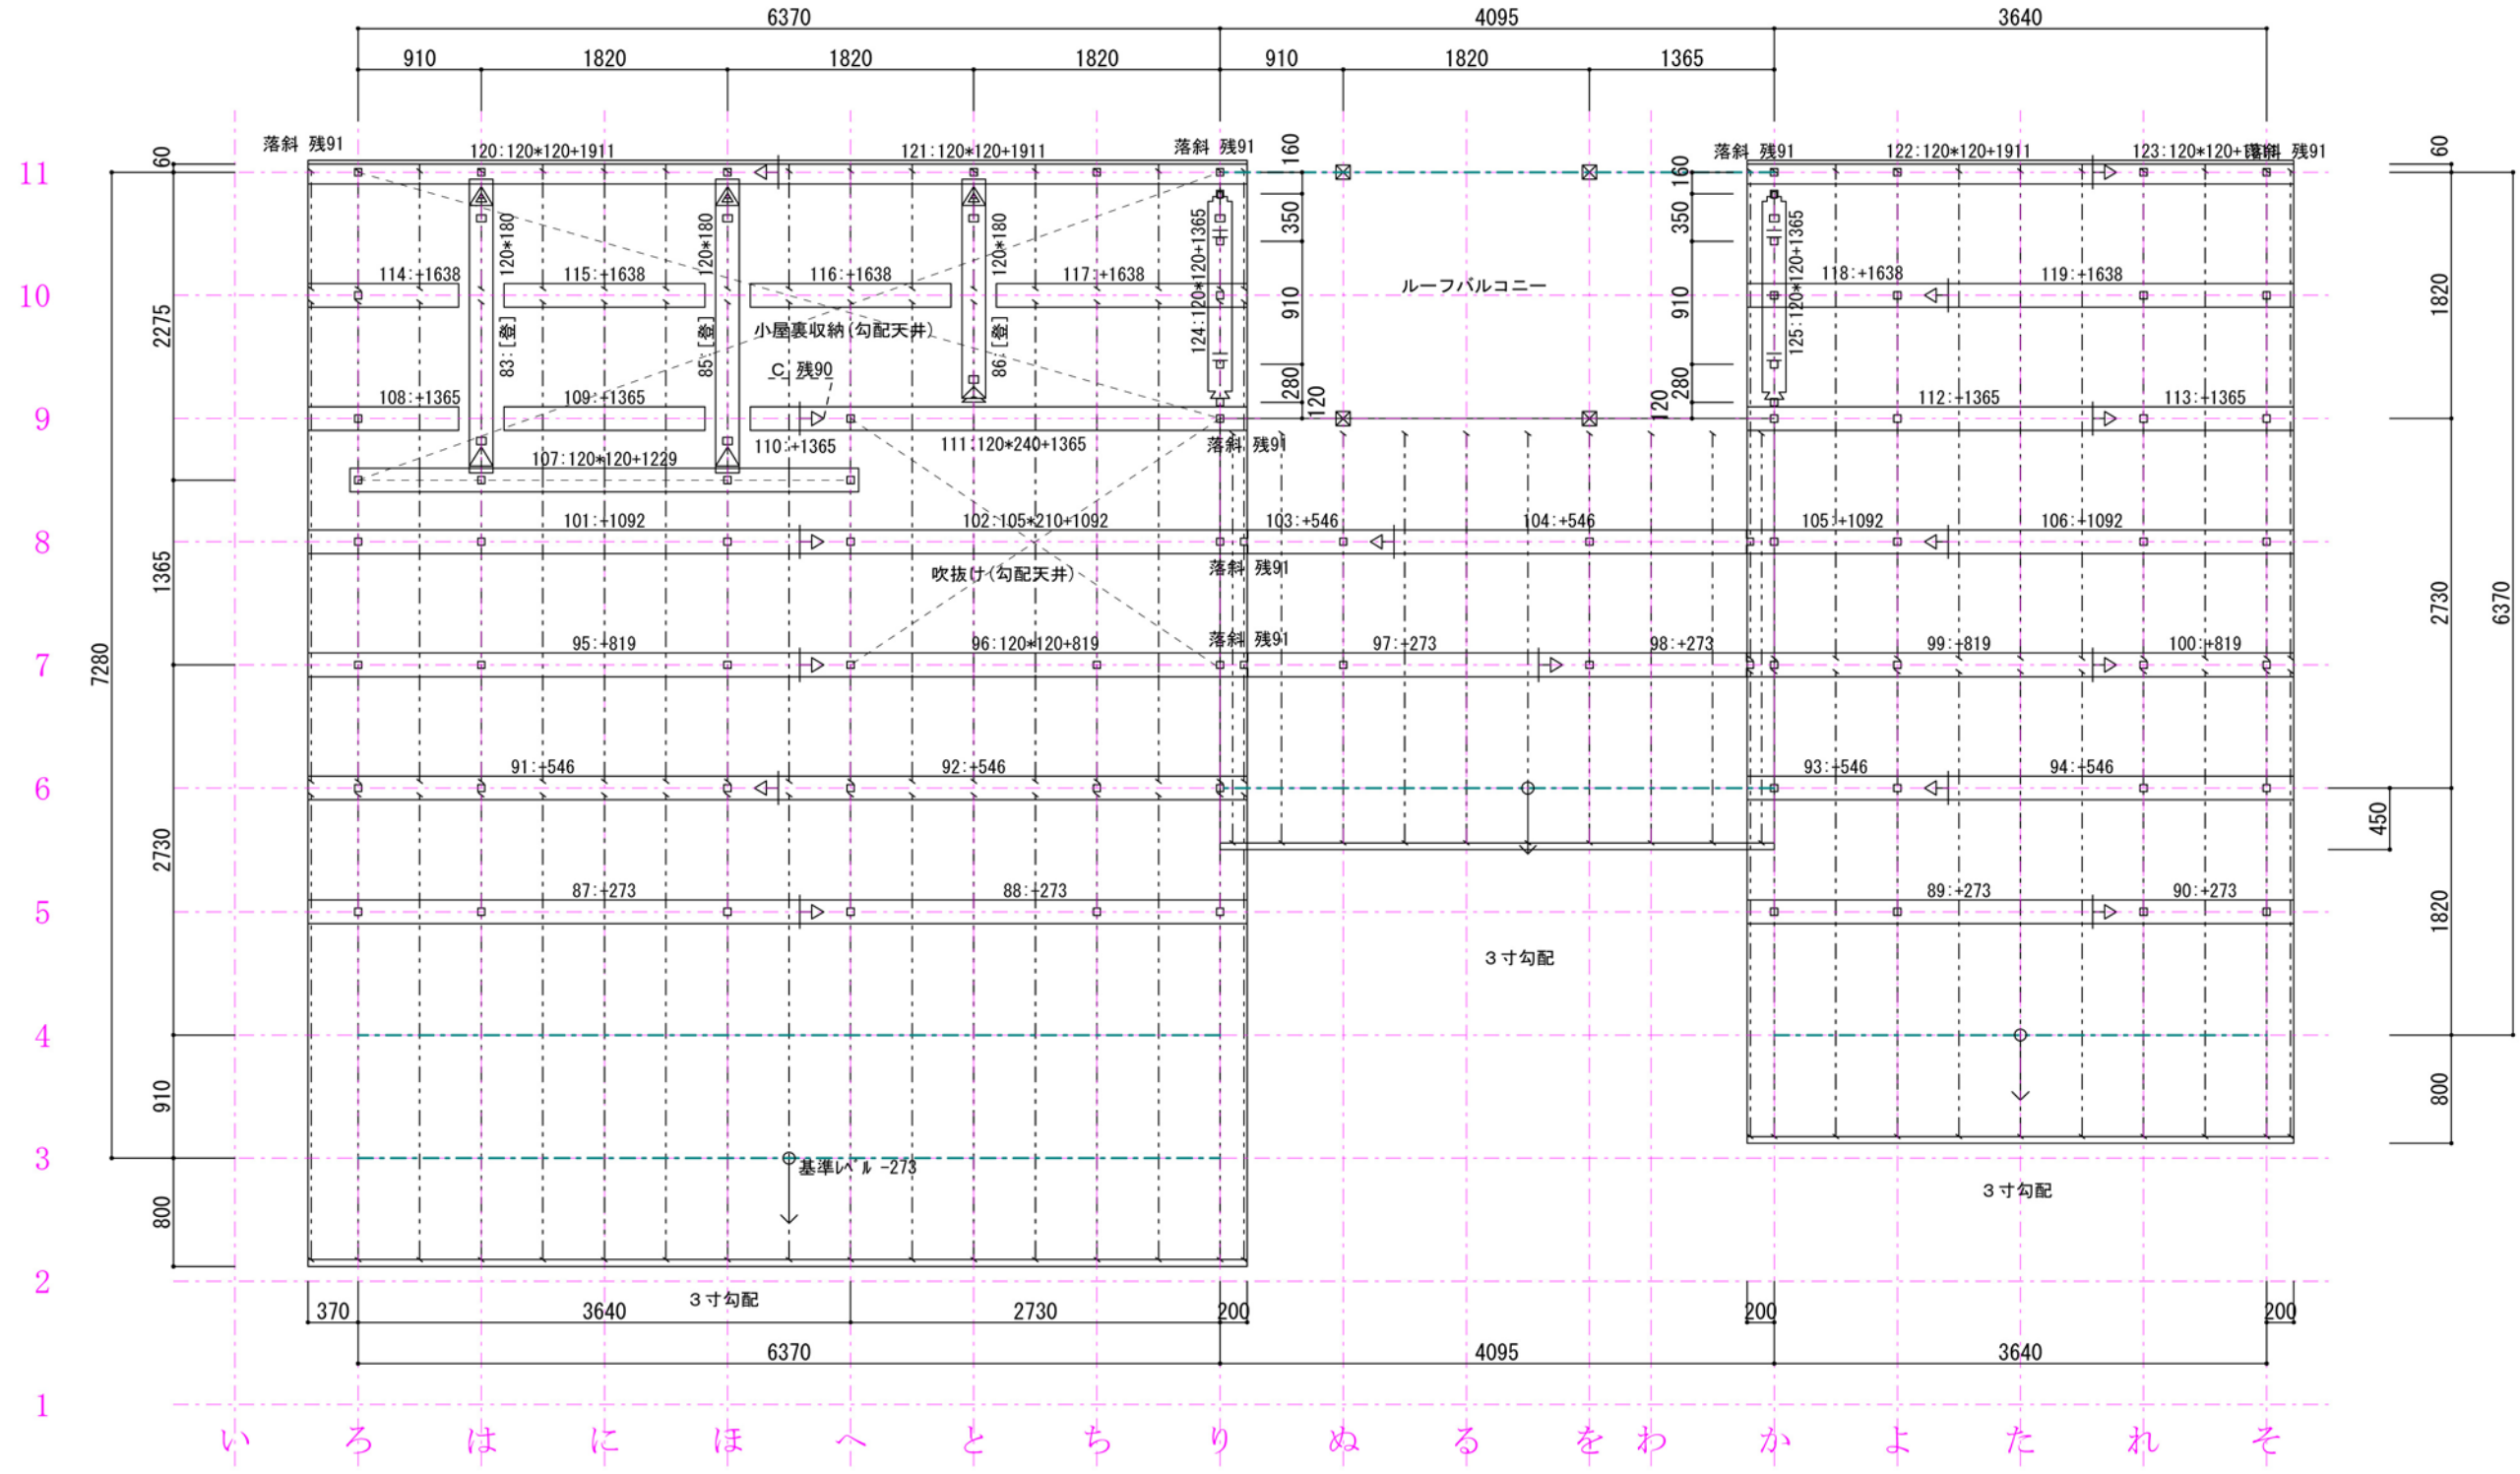 6370 4095 3640
910 1820 1820 1820 910 1820 1365
落斜 残91 落斜 残91 落斜 残91 落斜 残91
120:120*120+1911 121:120*120+1911 122:120*120+1911
11 60 160 160 60
83:[登] 120*180 85:[登] 120*180 86:[登] 120*180
124:120*120+1365 125:120*120+1365
350 350
10 114:+1638 115:+1638 116:+1638 117:+1638 118:+1638 119:+1638
ルーフバルコニー
2275 910 910 1820
小屋裏収納(勾配天井)
C 残90
280 120 280 120
9 108:+1365 109:+1365 112:+1365 113:+1365
110:+1365 111:120*240+1365 落斜 残91
107:120*120+1229
8 101:+1092 102:105*210+1092 103:+546 104:+546 105:+1092 106:+1092
1365 2730 6370
吹抜け(勾配天井) 落斜 残91
落斜 残91
7 95:+819 96:120*120+819 97:+273 98:+273 99:+819 100:+819
7280
6 91:+546 92:+546 93:+546 94:+546
450
2730
5 87:+273 88:+273 89:+273 90:+273
1820
3寸勾配
4
910 800
3 基準レベル -273
3寸勾配
800
2
3寸勾配
370 3640 2730 200 200 200
6370 4095 3640
1
い ろ は に ほ へ と ち り ぬ る を わ か よ た れ そ